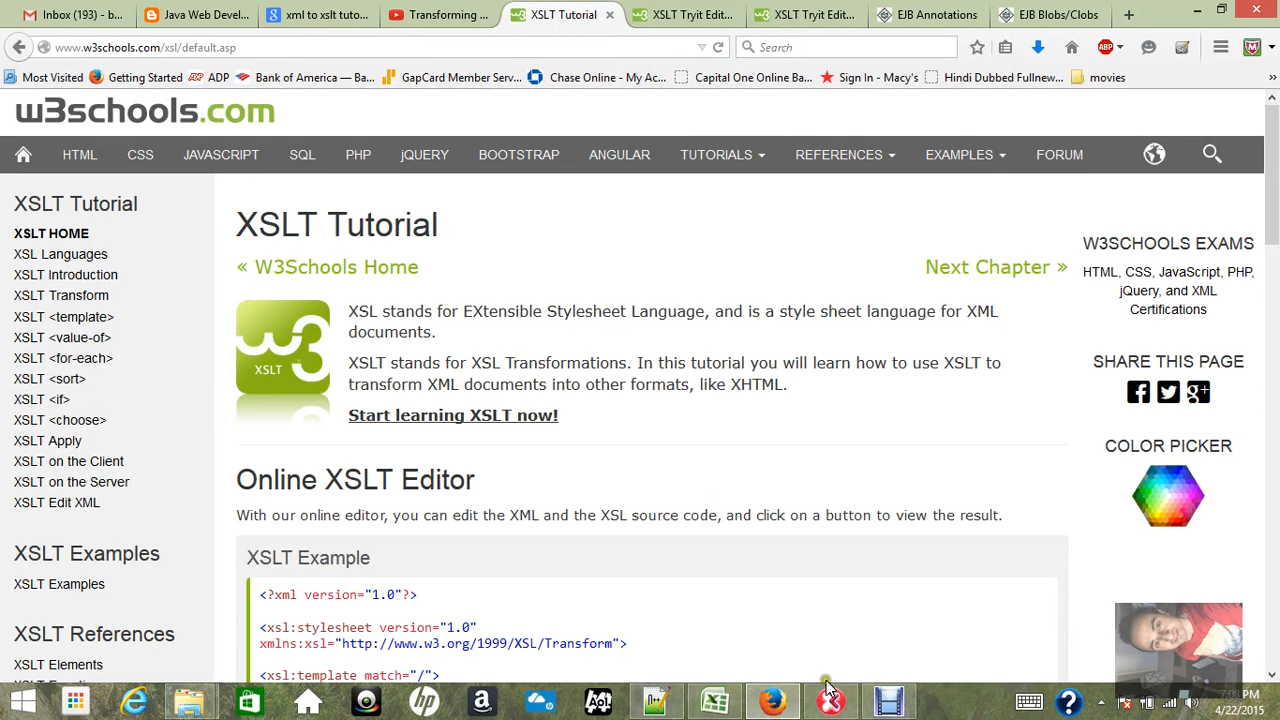 Inbox (193) - b...
Java Web Devel...
xml to xslt tuto...
Transforming ...
XSLT Tutorial
XSLT Tryit Edit...
XSLT Tryit Edit...
EJB Annotations
EJB Blobs/Clobs
www.w3schools.com/xsl/default.asp
Search
ABP
Most Visited
Getting Started
ADP
Bank of America — Ba...
GapCard Member Serv...
Chase Online - My Ac...
Capital One Online Ba...
Sign In - Macy's
Hindi Dubbed Fullnew...
movies
w3schools.com
HTML CSS JAVASCRIPT SQL PHP jQUERY BOOTSTRAP ANGULAR TUTORIALS REFERENCES EXAMPLES FORUM
XSLT Tutorial
XSLT HOME
XSL Languages
XSLT Introduction
XSLT Transform
XSLT <template>
XSLT <value-of>
XSLT <for-each>
XSLT <sort>
XSLT <if>
XSLT <choose>
XSLT Apply
XSLT on the Client
XSLT on the Server
XSLT Edit XML
XSLT Examples
XSLT Examples
XSLT References
XSLT Elements
XSLT Tutorial
« W3Schools Home
Next Chapter »
w3
XSLT
XSL stands for EXtensible Stylesheet Language, and is a style sheet language for XML
documents.
XSLT stands for XSL Transformations. In this tutorial you will learn how to use XSLT to
transform XML documents into other formats, like XHTML.
Start learning XSLT now!
Online XSLT Editor
With our online editor, you can edit the XML and the XSL source code, and click on a button to view the result.
XSLT Example
<?xml version="1.0"?>
<xsl:stylesheet version="1.0"
xmlns:xsl="http://www.w3.org/1999/XSL/Transform">
<xsl:template match="/">
W3SCHOOLS EXAMS
HTML, CSS, JavaScript, PHP,
jQuery, and XML
Certifications
SHARE THIS PAGE
COLOR PICKER
4/22/2015